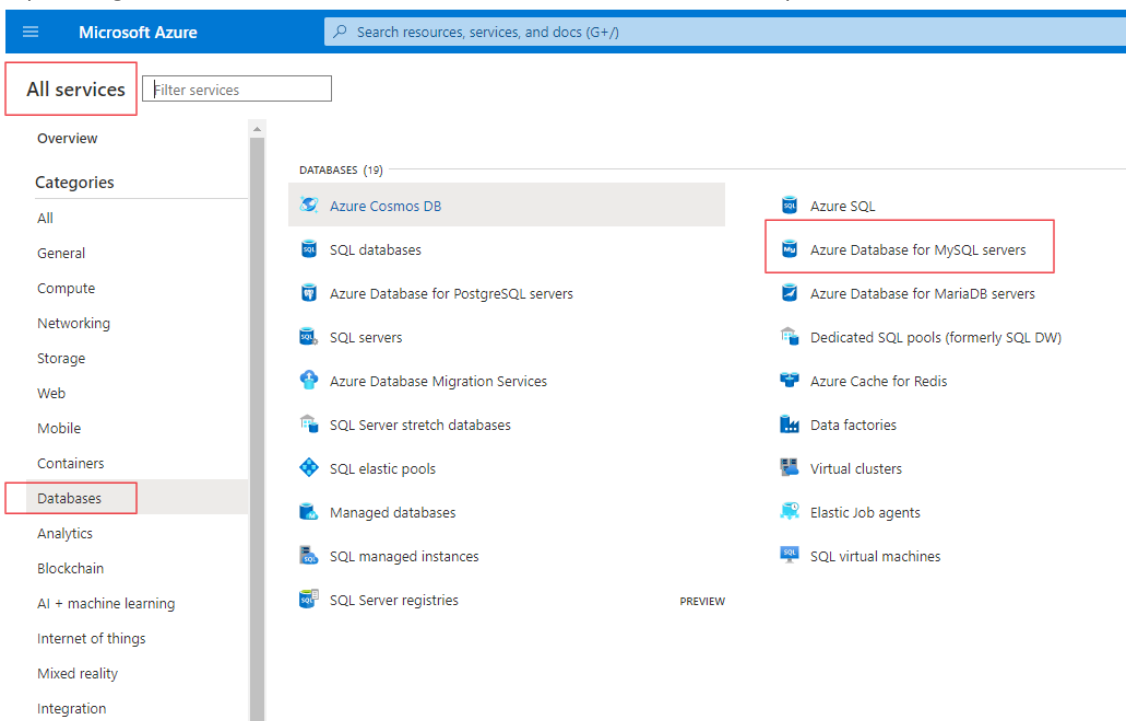 Microsoft Azure
Search resources, services, and docs (G+/)
All services
Filter services
Overview
Categories
All
General
Compute
Networking
Storage
Web
Mobile
Containers
Databases
Analytics
Blockchain
AI + machine learning
Internet of things
Mixed reality
Integration
DATABASES (19)
Azure Cosmos DB
Azure SQL
SQL databases
Azure Database for MySQL servers
Azure Database for PostgreSQL servers
Azure Database for MariaDB servers
SQL servers
Dedicated SQL pools (formerly SQL DW)
Azure Database Migration Services
Azure Cache for Redis
SQL Server stretch databases
Data factories
SQL elastic pools
Virtual clusters
Managed databases
Elastic Job agents
SQL managed instances
SQL virtual machines
SQL Server registries PREVIEW